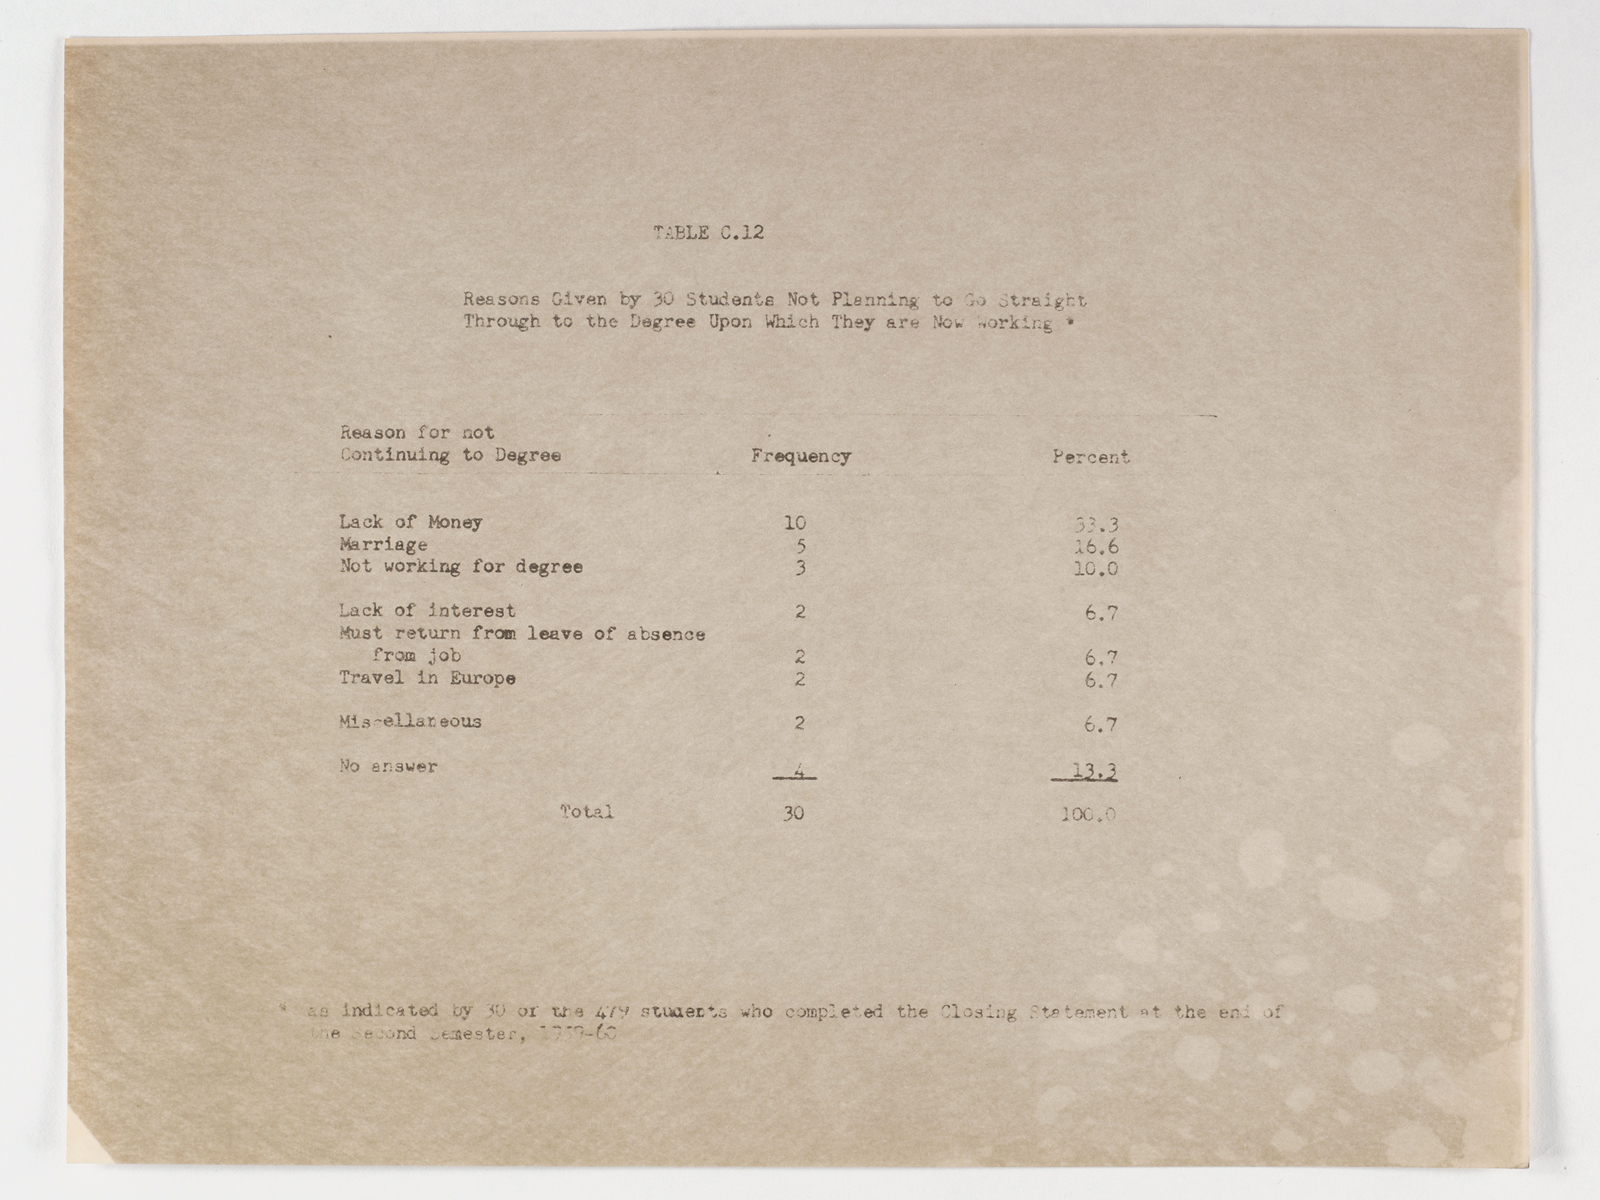 TABLE C.12
Reasons Given by 30 Students Not Planning to Go Straight
Through to the Degree Upon Which They are Now Working *
Reason for not
Continuing to Degree Frequency Percent
Lack of Money 10 33.3
Marriage 5 16.6
Not working for degree 3 10.0
Lack of interest 2 6.7
Must return from leave of absence
from job 2 6.7
Travel in Europe 2 6.7
Miscellaneous 2 6.7
No answer 4 13.3
Total 30 100.0
* as indicated by 30 of the 479 students who completed the Closing Statement at the end of
the Second Semester, 1959-60